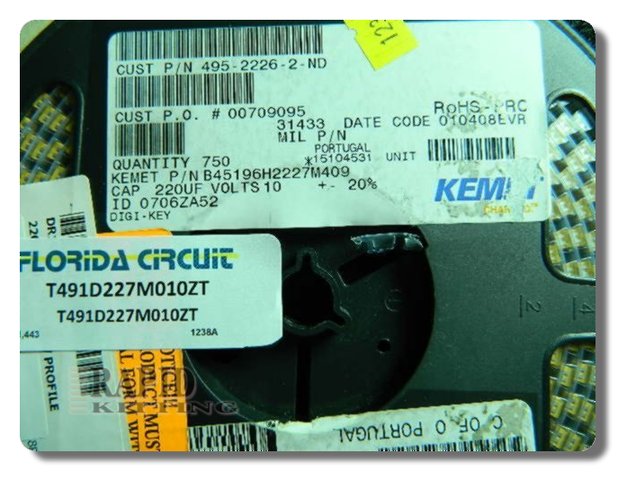 CUST P/N 495-2226-2-ND
CUST P.O. # 00709095
RoHS-PRC
31433 DATE CODE 010408EVR
MIL P/N
PORTUGAL
QUANTITY 750 *15104531 UNIT
KEMET P/N B45196H2227M409
CAP 220UF VOLTS 10 +- 20%
ID 0706ZA52
DIGI-KEY
KEMET
FLORIDA CIRCUIT
T491D227M010ZT
T491D227M010ZT
1238A
PROFILE
C OF O PORTUGAL